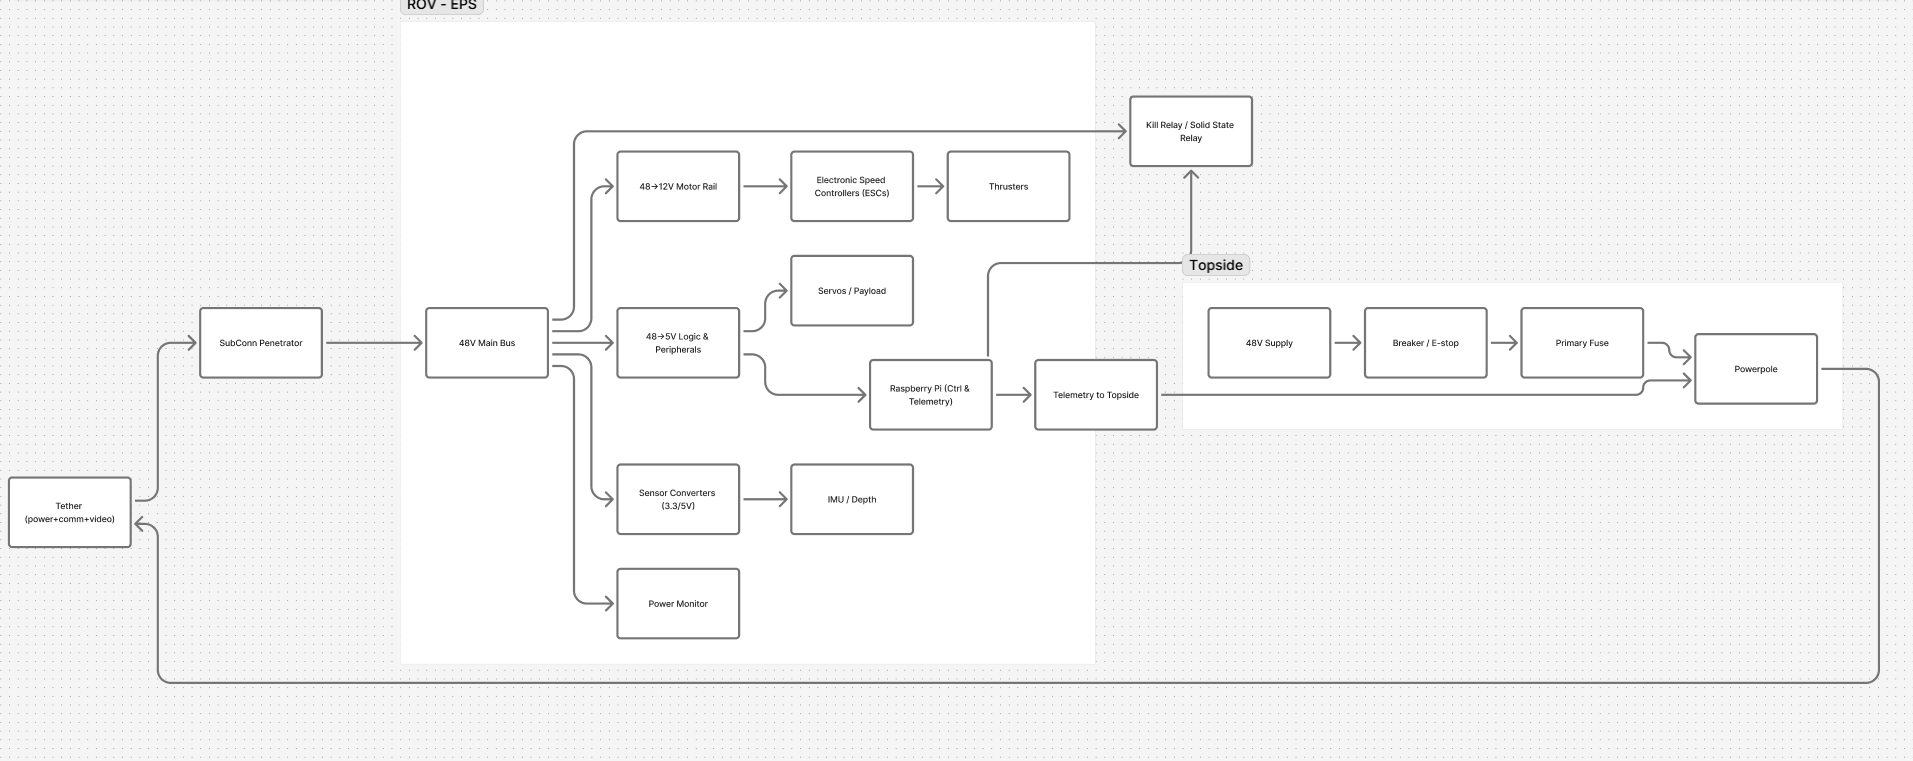 ROV - EPS
Kill Relay / Solid State
Relay
48→12V Motor Rail
Electronic Speed
Controllers (ESCs)
Thrusters
Topside
Servos / Payload
SubConn Penetrator
48V Main Bus
48→5V Logic &
Peripherals
48V Supply
Breaker / E-stop
Primary Fuse
Powerpole
Raspberry Pi (Ctrl &
Telemetry)
Telemetry to Topside
Tether
(power+comm+video)
Sensor Converters
(3.3/5V)
IMU / Depth
Power Monitor